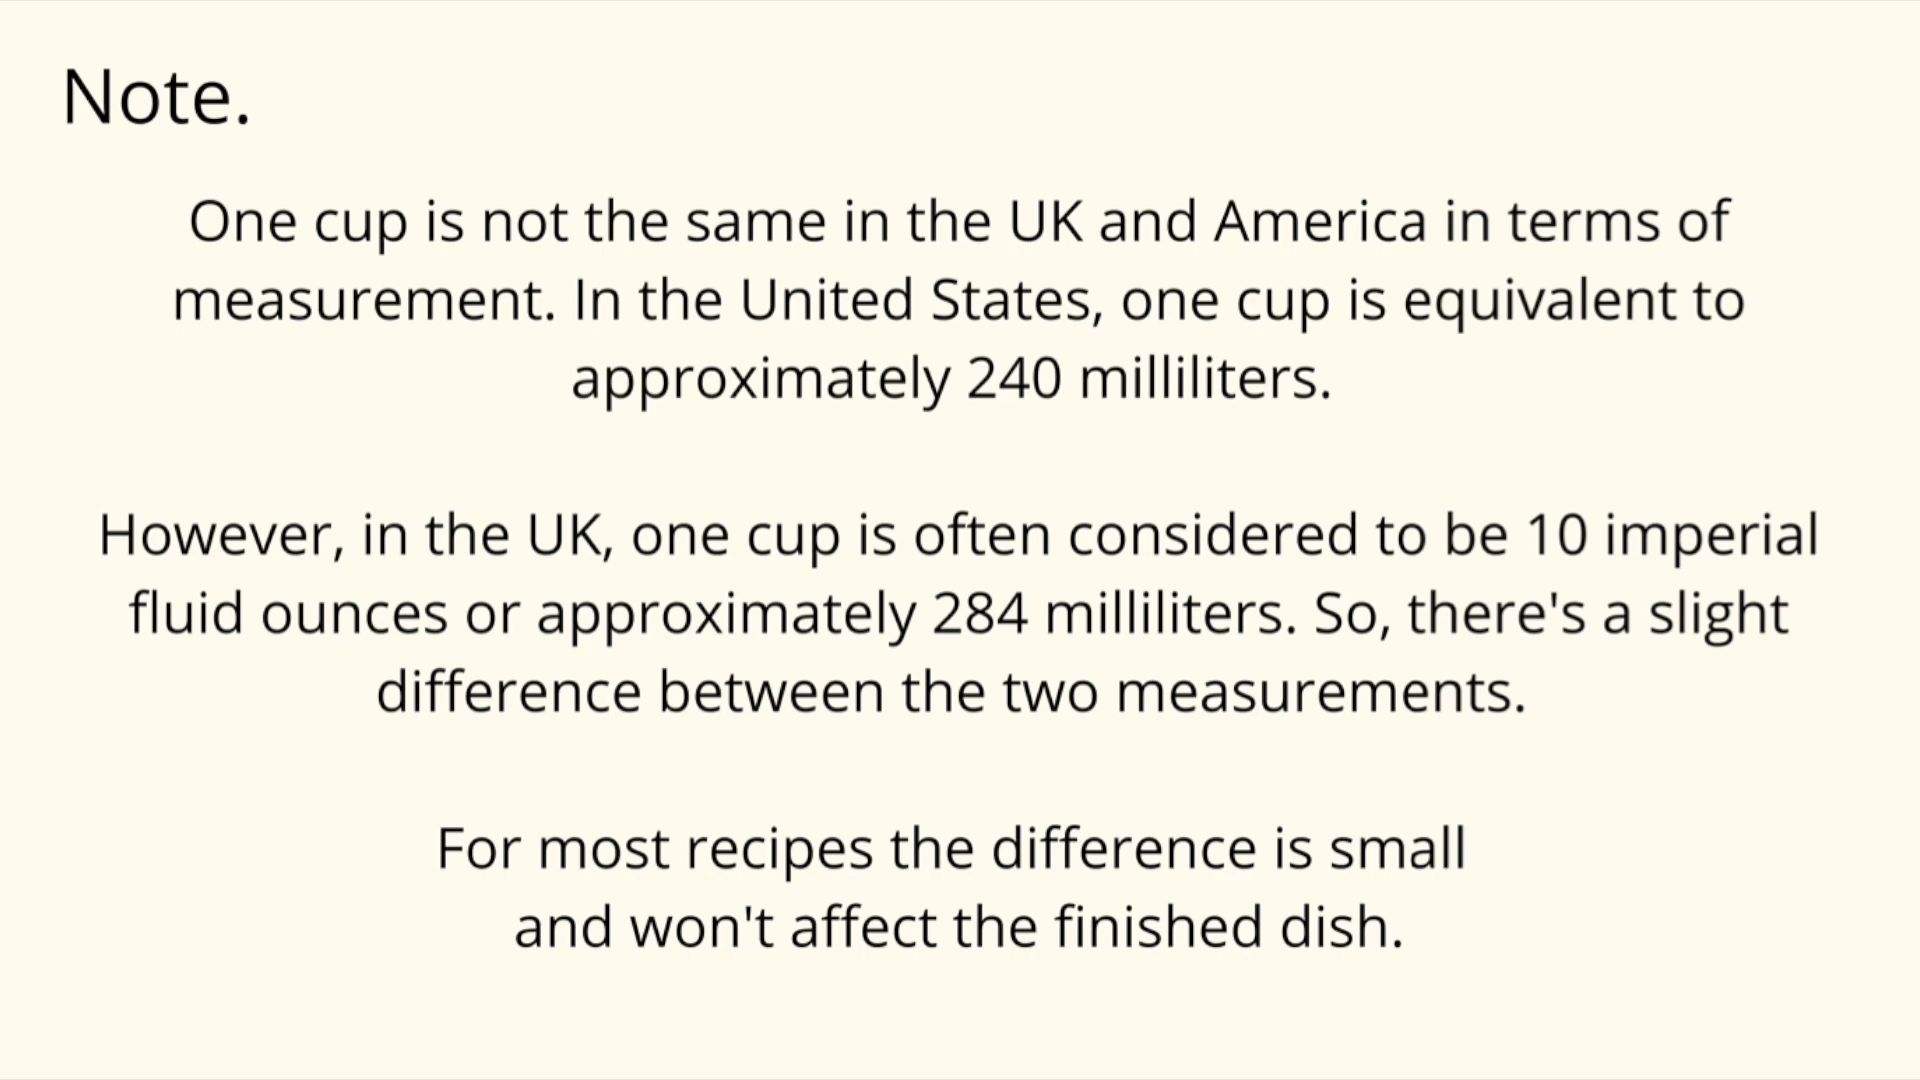 Note.
One cup is not the same in the UK and America in terms of
measurement. In the United States, one cup is equivalent to
approximately 240 milliliters.
However, in the UK, one cup is often considered to be 10 imperial
fluid ounces or approximately 284 milliliters. So, there's a slight
difference between the two measurements.
For most recipes the difference is small
and won't affect the finished dish.